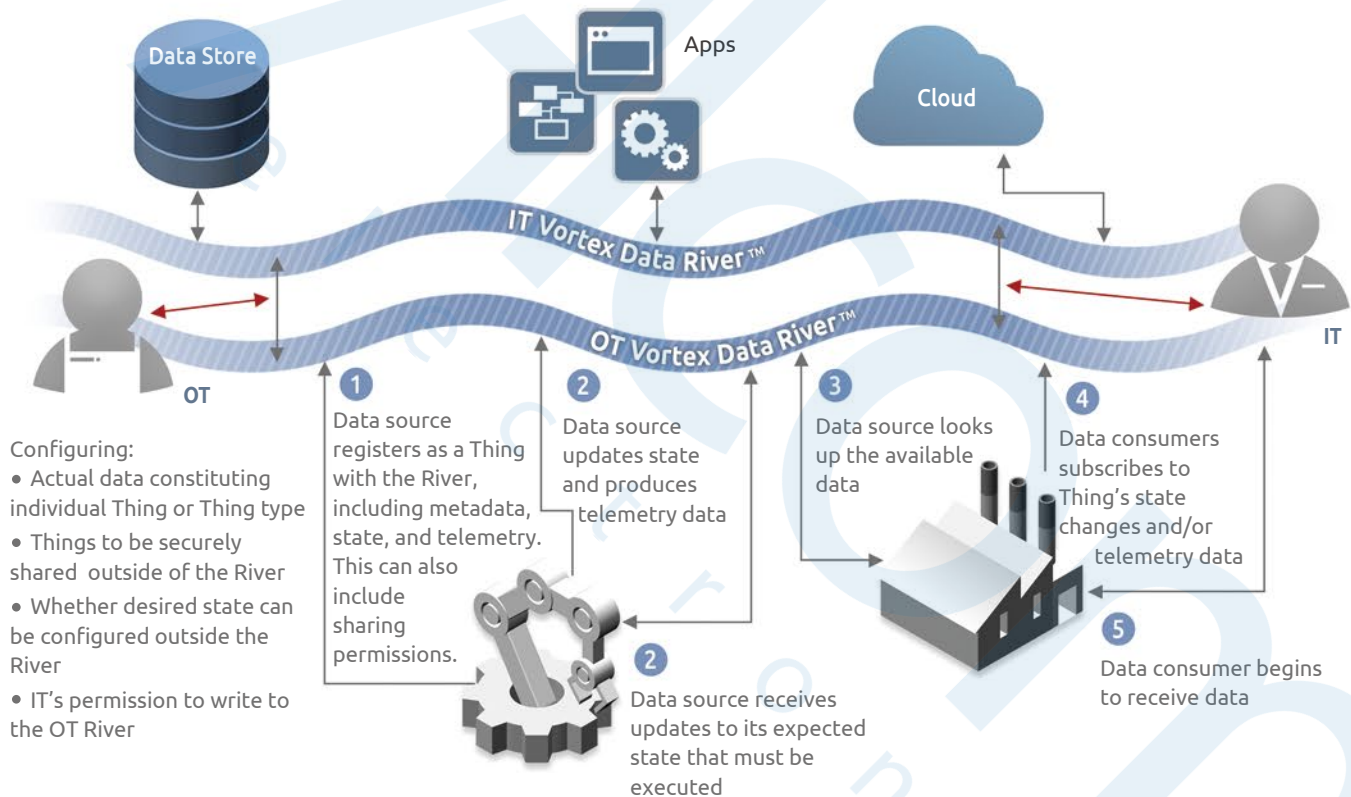 Data Store
Apps
Cloud
IT Vortex Data River™
OT Vortex Data River™
OT
IT
Configuring:
• Actual data constituting
individual Thing or Thing type
• Things to be securely
shared outside of the River
• Whether desired state can
be configured outside the
River
• IT's permission to write to
the OT River
1
Data source
registers as a Thing
with the River,
including metadata,
state, and telemetry.
This can also
include
sharing
permissions.
2
Data source
updates state
and produces
telemetry data
2
Data source receives
updates to its expected
state that must be
executed
3
Data source looks
up the available
data
4
Data consumers
subscribes to
Thing's state
changes and/or
telemetry data
5
Data consumer begins
to receive data